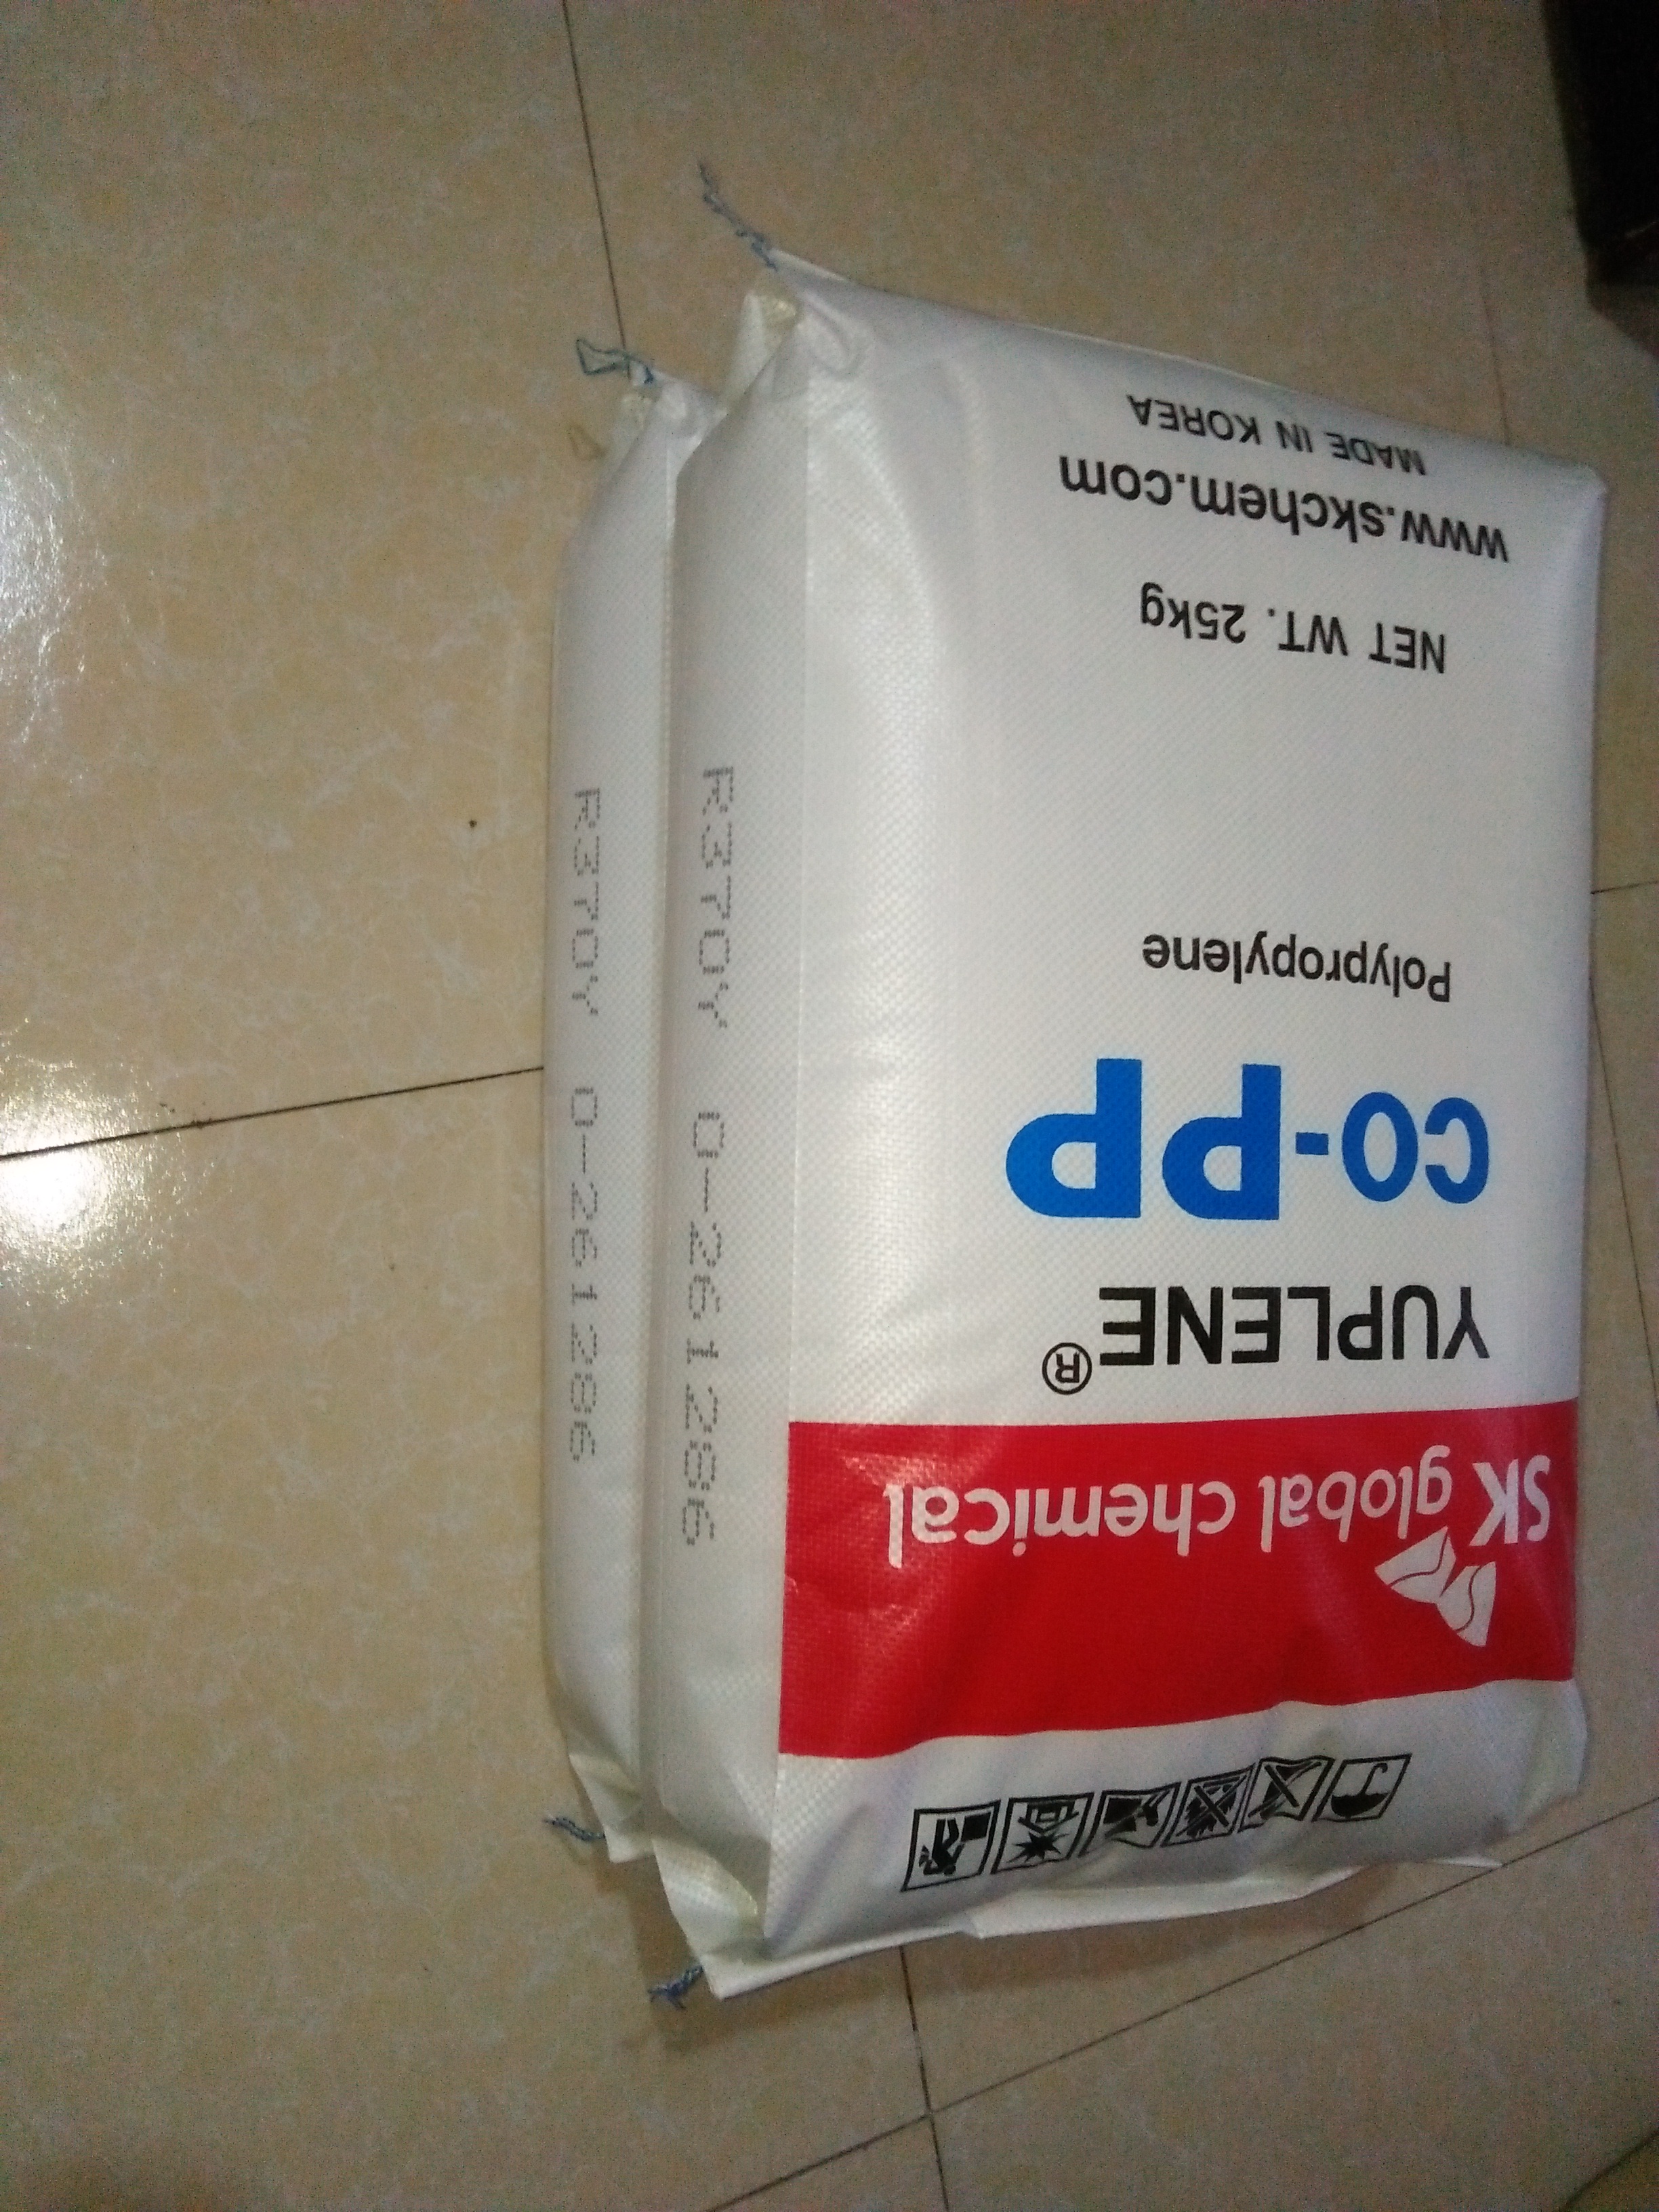 SK global chemical
YUPLENE®
CO-PP
Polypropylene
NET WT. 25kg
www.skchem.com
MADE IN KOREA
R370Y 0-261286
R370Y 0-261286